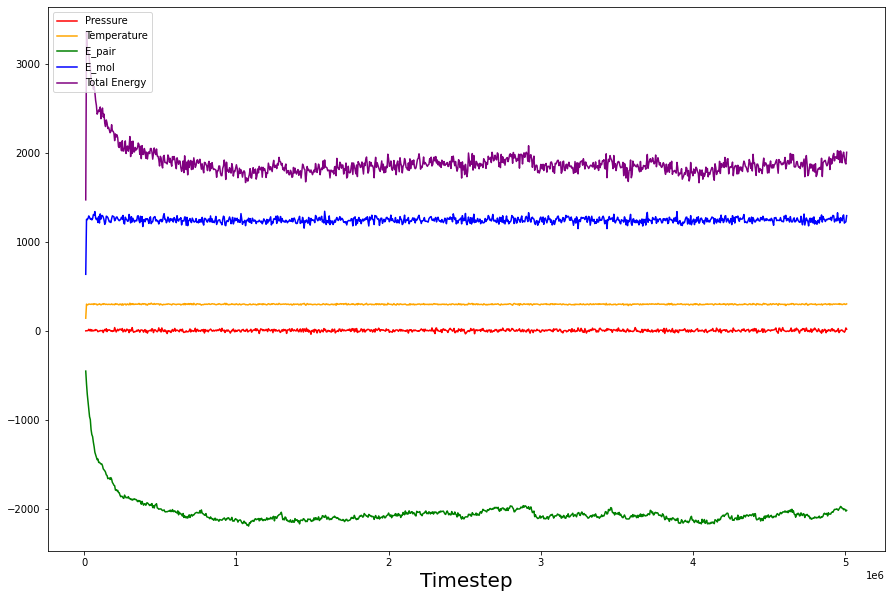 Pressure
Temperature
E_pair
E_mol
Total Energy
3000
2000
1000
0
−1000
−2000
0 1 2 3 4 5
1e6
Timestep